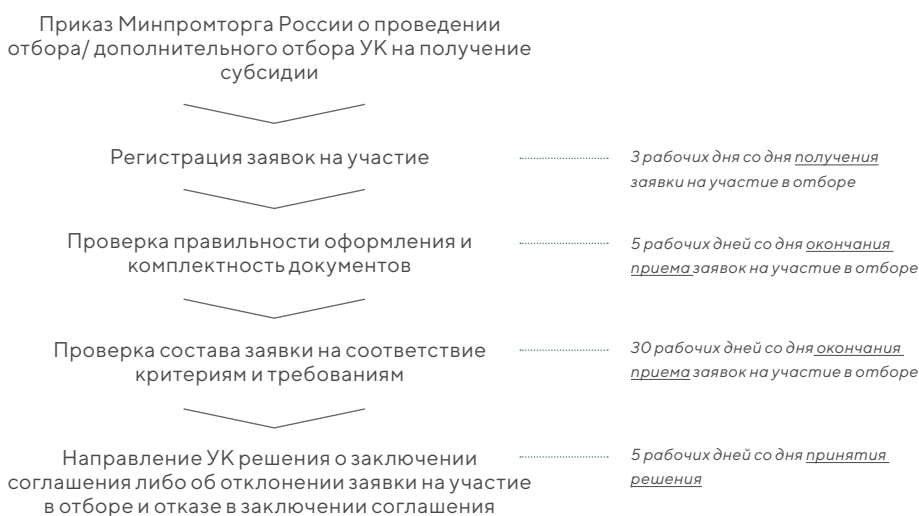 Приказ Минпромторга России о проведении
отбора/ дополнительного отбора УК на получение
субсидии
Регистрация заявок на участие
3 рабочих дня со дня получения
заявки на участие в отборе
Проверка правильности оформления и
комплектность документов
5 рабочих дней со дня окончания
приема заявок на участие в отборе
Проверка состава заявки на соответствие
критериям и требованиям
30 рабочих дней со дня окончания
приема заявок на участие в отборе
Направление УК решения о заключении
соглашения либо об отклонении заявки на участие
в отборе и отказе в заключении соглашения
5 рабочих дней со дня принятия
решения